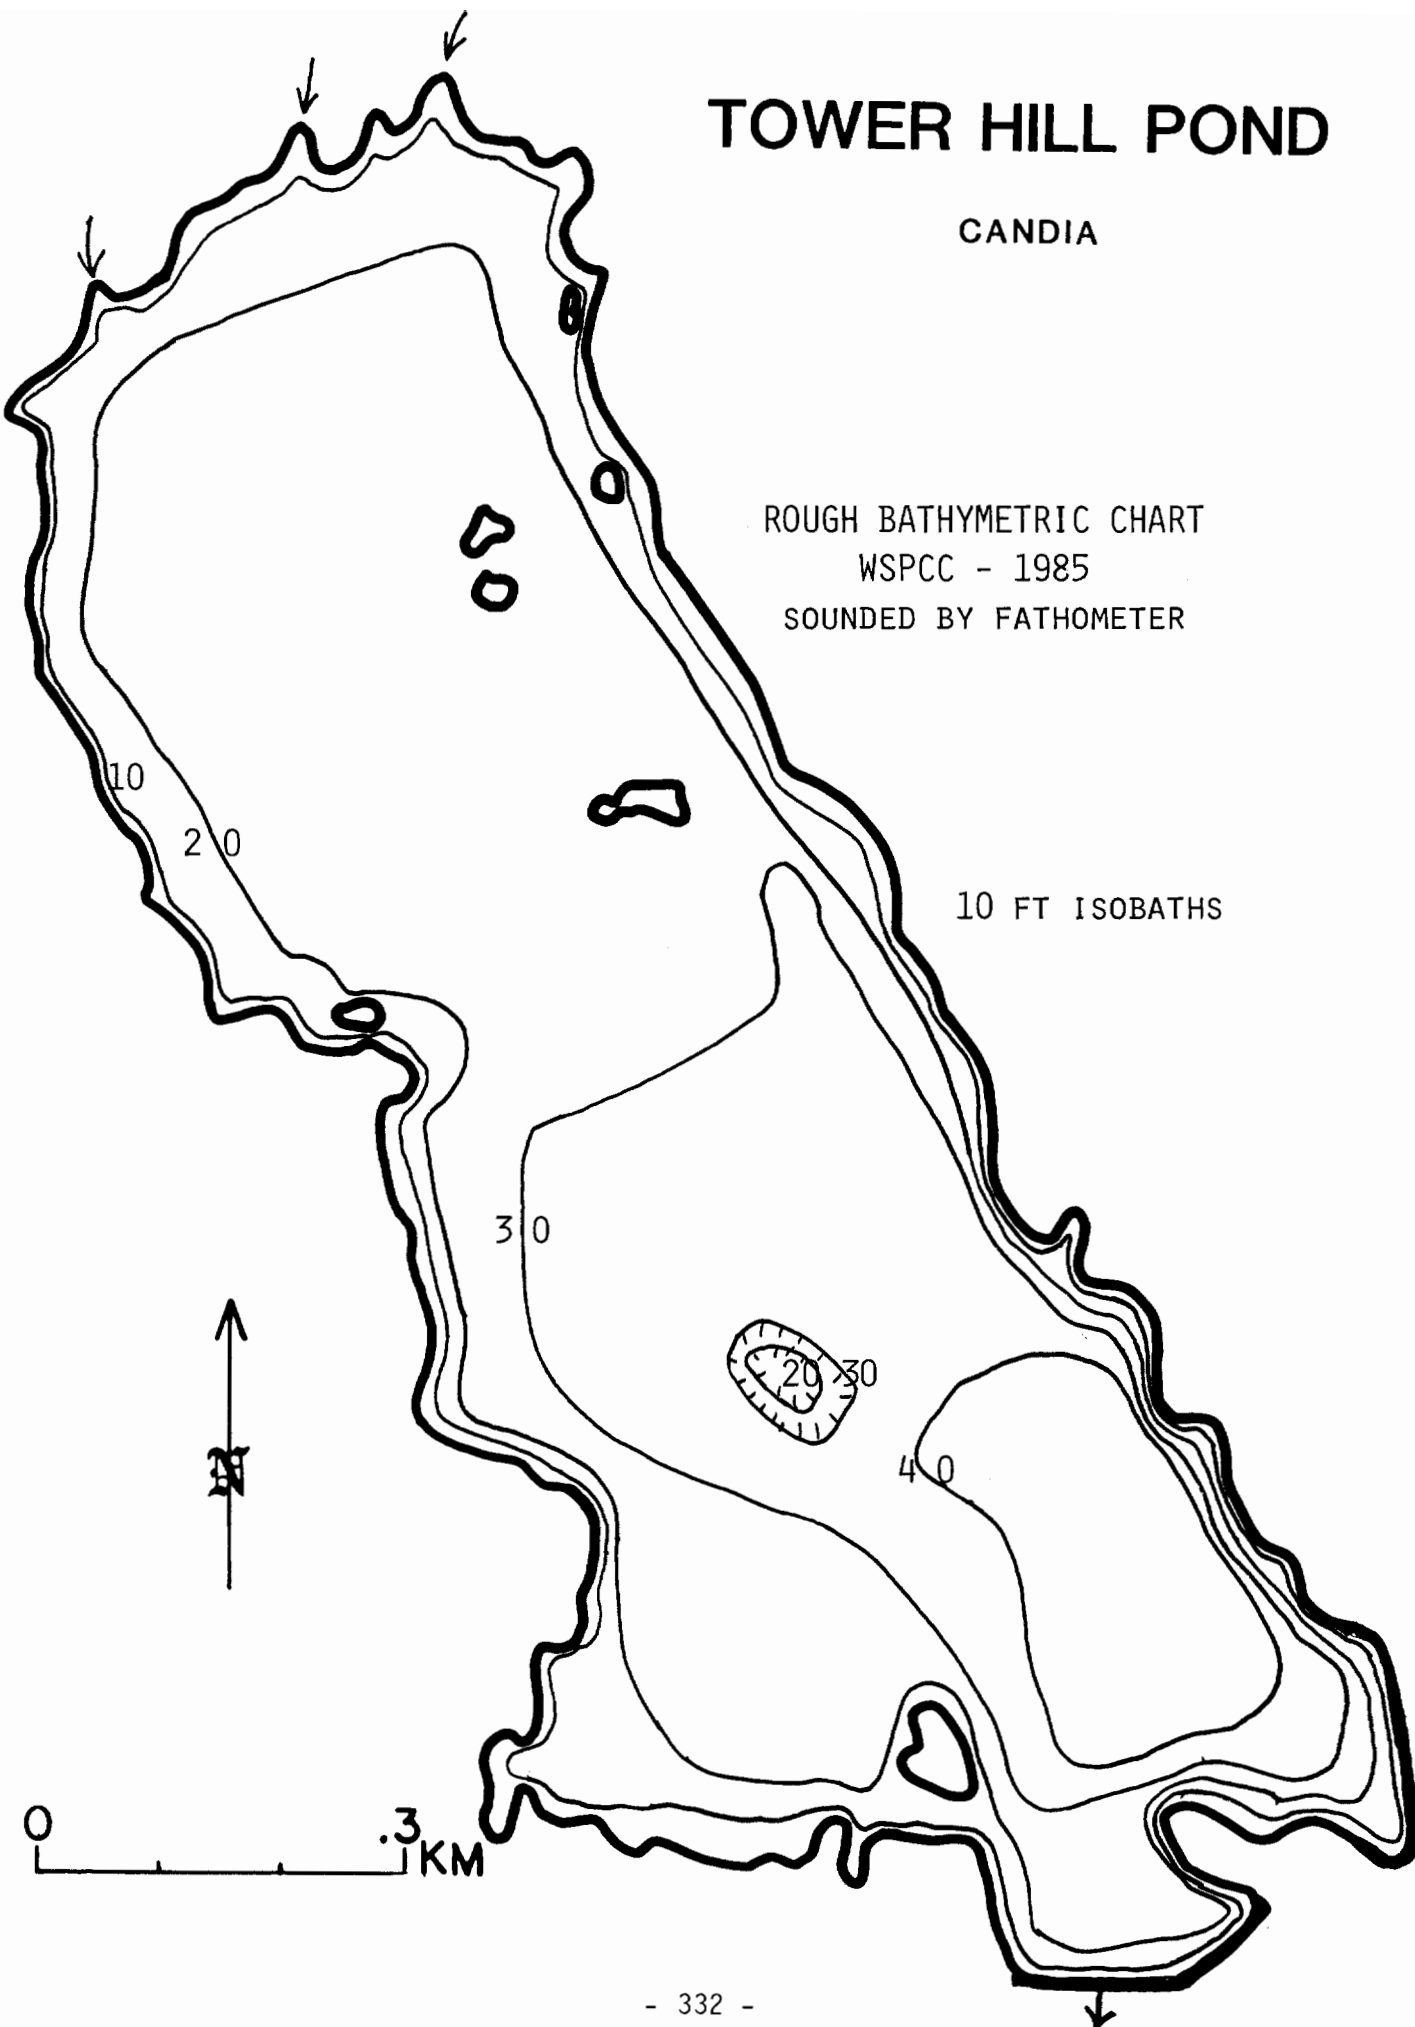 TOWER HILL POND
CANDIA
ROUGH BATHYMETRIC CHART
WSPCC - 1985
SOUNDED BY FATHOMETER
10
20
10 FT ISOBATHS
30
20 30
40
N
0 .3 KM
- 332 -